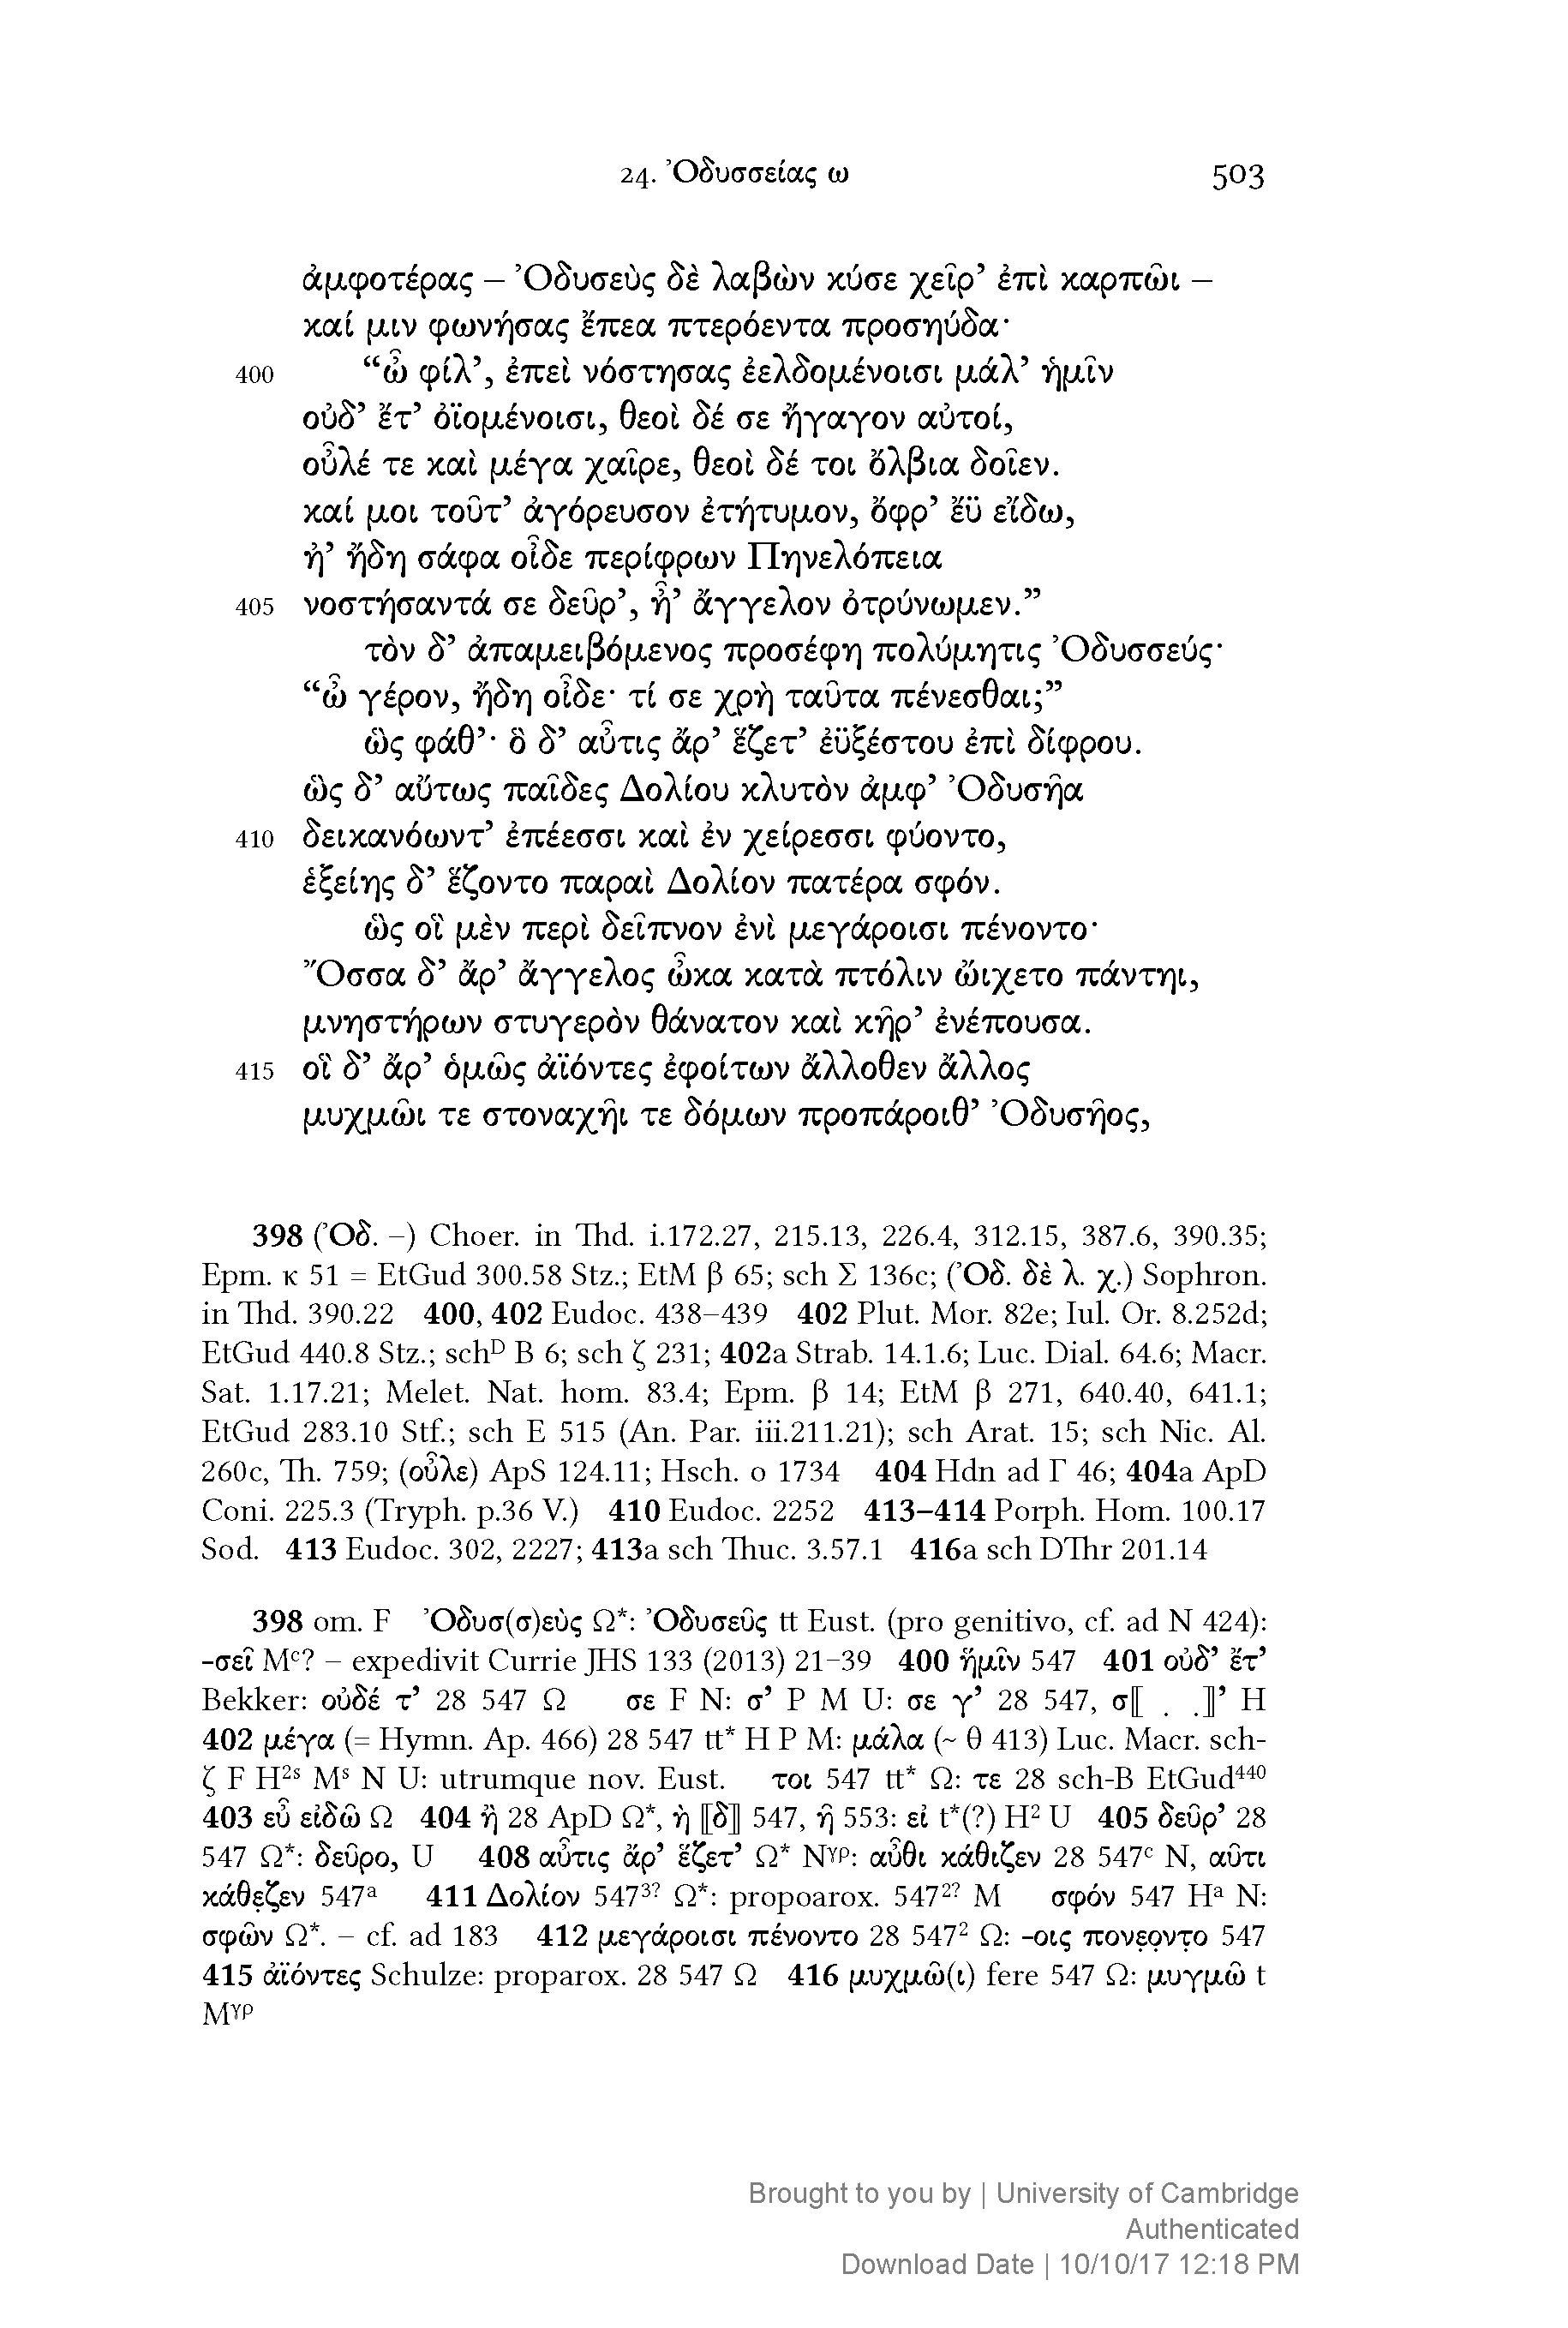 24. Ὀδυσσείας ω 503
ἀμφοτέρας – Ὀδυσεὺς δὲ λαβὼν κύσε χεῖρ’ ἐπὶ καρπῶι –
καί μιν φωνήσας ἔπεα πτερόεντα προσηύδα·
400 “ὦ φίλ’, ἐπεὶ νόστησας ἐελδομένοισι μάλ’ ἡμῖν
οὐδ’ ἔτ’ ὀϊομένοισι, θεοὶ δέ σε ἤγαγον αὐτοί,
οὖλέ τε καὶ μέγα χαῖρε, θεοὶ δέ τοι ὄλβια δοῖεν.
καί μοι τοῦτ’ ἀγόρευσον ἐτήτυμον, ὄφρ’ ἔϋ εἴδω,
ἠ’ ἤδη σάφα οἶδε περίφρων Πηνελόπεια
405 νοστήσαντά σε δεῦρ’, ἦ’ ἄγγελον ὀτρύνωμεν.”
τὸν δ’ ἀπαμειβόμενος προσέφη πολύμητις Ὀδυσσεύς·
“ὦ γέρον, ἤδη οἶδε· τί σε χρὴ ταῦτα πένεσθαι;”
ὣς φάθ’· ὃ δ’ αὖτις ἄρ’ ἕζετ’ ἐϋξέστου ἐπὶ δίφρου.
ὣς δ’ αὔτως παῖδες Δολίου κλυτὸν ἀμφ’ Ὀδυσῆα
410 δεικανόωντ’ ἐπέεσσι καὶ ἐν χείρεσσι φύοντο,
ἑξείης δ’ ἕζοντο παραὶ Δολίον πατέρα σφόν.
ὣς οἳ μὲν περὶ δεῖπνον ἐνὶ μεγάροισι πένοντο·
Ὄσσα δ’ ἄρ’ ἄγγελος ὦκα κατὰ πτόλιν ὤιχετο πάντηι,
μνηστήρων στυγερὸν θάνατον καὶ κῆρ’ ἐνέπουσα.
415 οἳ δ’ ἄρ’ ὁμῶς ἀϊόντες ἐφοίτων ἄλλοθεν ἄλλος
μυχμῶι τε στοναχῆι τε δόμων προπάροιθ’ Ὀδυσῆος,
398 (Ὀδ. –) Choer. in Thd. i.172.27, 215.13, 226.4, 312.15, 387.6, 390.35;
Epm. κ 51 = EtGud 300.58 Stz.; EtM β 65; sch Σ 136c; (Ὀδ. δὲ λ. χ.) Sophron.
in Thd. 390.22 400, 402 Eudoc. 438–439 402 Plut. Mor. 82e; Iul. Or. 8.252d;
EtGud 440.8 Stz.; schᴰ B 6; sch ζ 231; 402a Strab. 14.1.6; Luc. Dial. 64.6; Macr.
Sat. 1.17.21; Melet. Nat. hom. 83.4; Epm. β 14; EtM β 271, 640.40, 641.1;
EtGud 283.10 Stf.; sch E 515 (An. Par. iii.211.21); sch Arat. 15; sch Nic. Al.
260c, Th. 759; (οὖλε) ApS 124.11; Hsch. ο 1734 404 Hdn ad Γ 46; 404a ApD
Coni. 225.3 (Tryph. p.36 V.) 410 Eudoc. 2252 413–414 Porph. Hom. 100.17
Sod. 413 Eudoc. 302, 2227; 413a sch Thuc. 3.57.1 416a sch DThr 201.14
398 om. F Ὀδυσ(σ)εὺς Ω*: Ὀδυσεῦς tt Eust. (pro genitivo, cf. ad N 424):
-σεῖ Mᶜ? – expedivit Currie JHS 133 (2013) 21–39 400 ἥμῖν 547 401 οὐδ’ ἔτ’
Bekker: οὐδέ τ’ 28 547 Ω σε F N: σ’ P M U: σε γ’ 28 547, σ⟦ . .⟧’ H
402 μέγα (= Hymn. Ap. 466) 28 547 tt* H P M: μάλα (~ θ 413) Luc. Macr. sch-
ζ F H²ˢ Mˢ N U: utrumque nov. Eust. τοι 547 tt* Ω: τε 28 sch-B EtGud⁴⁴⁰
403 εὖ εἰδῶ Ω 404 ἢ 28 ApD Ω*, ἠ ⟦δ⟧ 547, ῆ 553: εἰ t*(?) H² U 405 δεῦρ’ 28
547 Ω*: δεῦρο, U 408 αὖτις ἄρ’ ἕζετ’ Ω* Nᵞᵖ: αὖθι κάθιζεν 28 547ᶜ N, αῦτι
κάθε̣ζεν 547ᵃ 411 Δολίον 547³ˀ Ω*: propoarox. 547²ˀ M σφόν 547 Hᵃ N:
σφῶν Ω*. – cf. ad 183 412 μεγάροισι πένοντο 28 547² Ω: -οις πονε̣ο̣ντ̣ο 547
415 ἀϊόντες Schulze: proparox. 28 547 Ω 416 μυχμῶ(ι) fere 547 Ω: μυγμῶ t
Mᵞᵖ
Brought to you by | University of Cambridge
Authenticated
Download Date | 10/10/17 12:18 PM